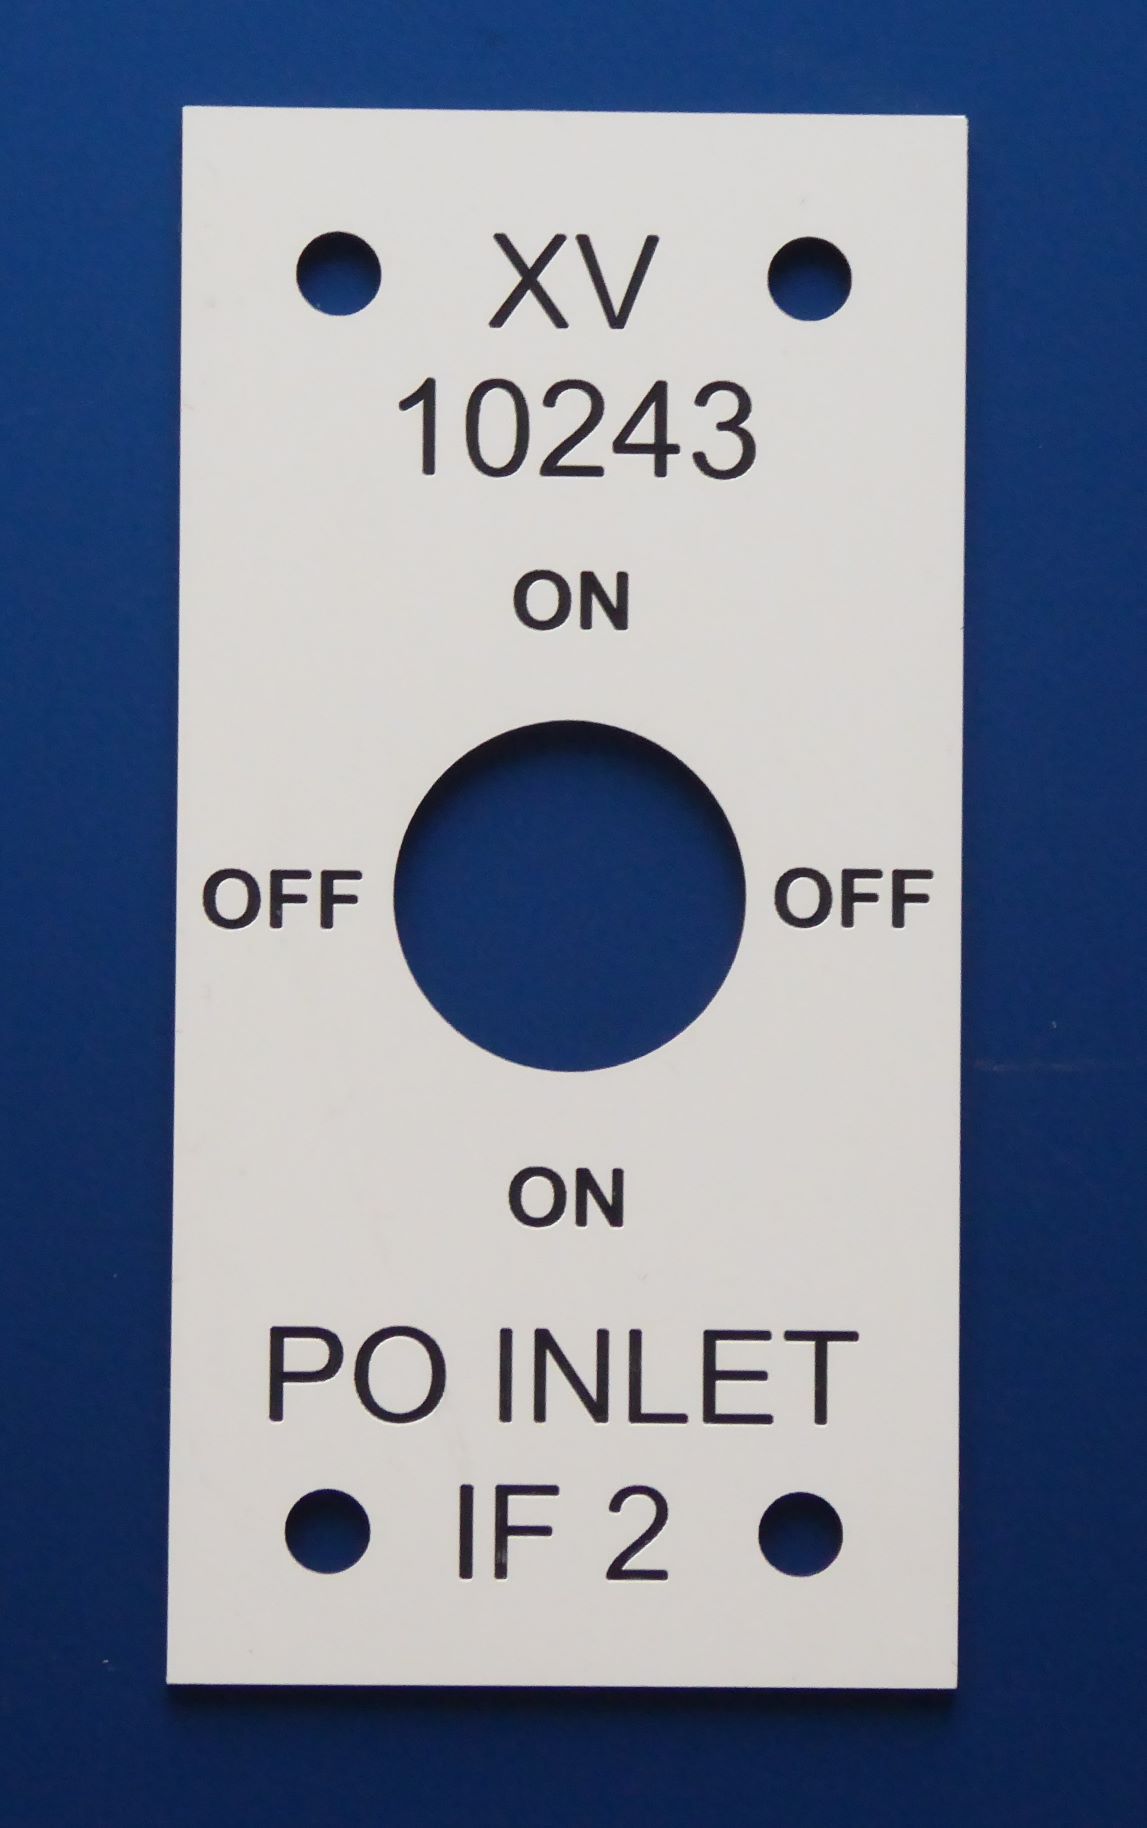 XV
10243
ON
OFF OFF
ON
PO INLET
IF 2